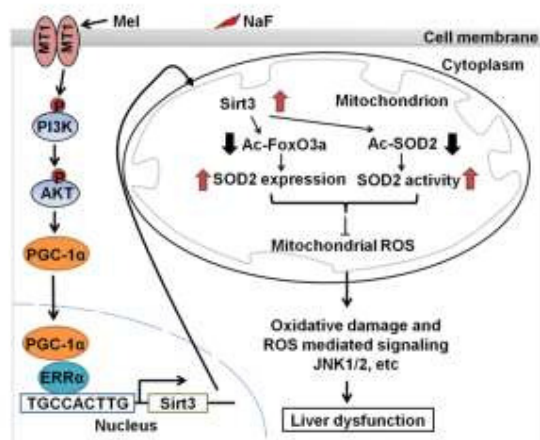 Mel
NaF
MT1
MT1
Cell membrane
Cytoplasm
P
PI3K
P
AKT
PGC-1α
PGC-1α
ERRα
TGCCACTTG
Sirt3
Nucleus
Sirt3
Mitochondrion
Ac-FoxO3a
Ac-SOD2
SOD2 expression
SOD2 activity
Mitochondrial ROS
Oxidative damage and
ROS mediated signaling
JNK1/2, etc
Liver dysfunction